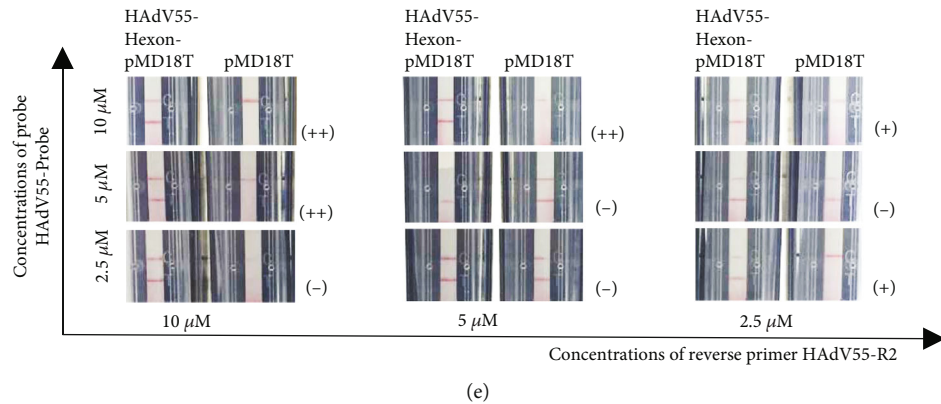 HAdV55-
Hexon-
pMD18T pMD18T
HAdV55-
Hexon-
pMD18T pMD18T
HAdV55-
Hexon-
pMD18T pMD18T
Concentrations of probe
HAdV55-Probe
10 μM
(++)
(++)
(+)
5 μM
(++)
(–)
(–)
2.5 μM
(–)
(–)
(+)
10 μM
5 μM
2.5 μM
Concentrations of reverse primer HAdV55-R2
(e)